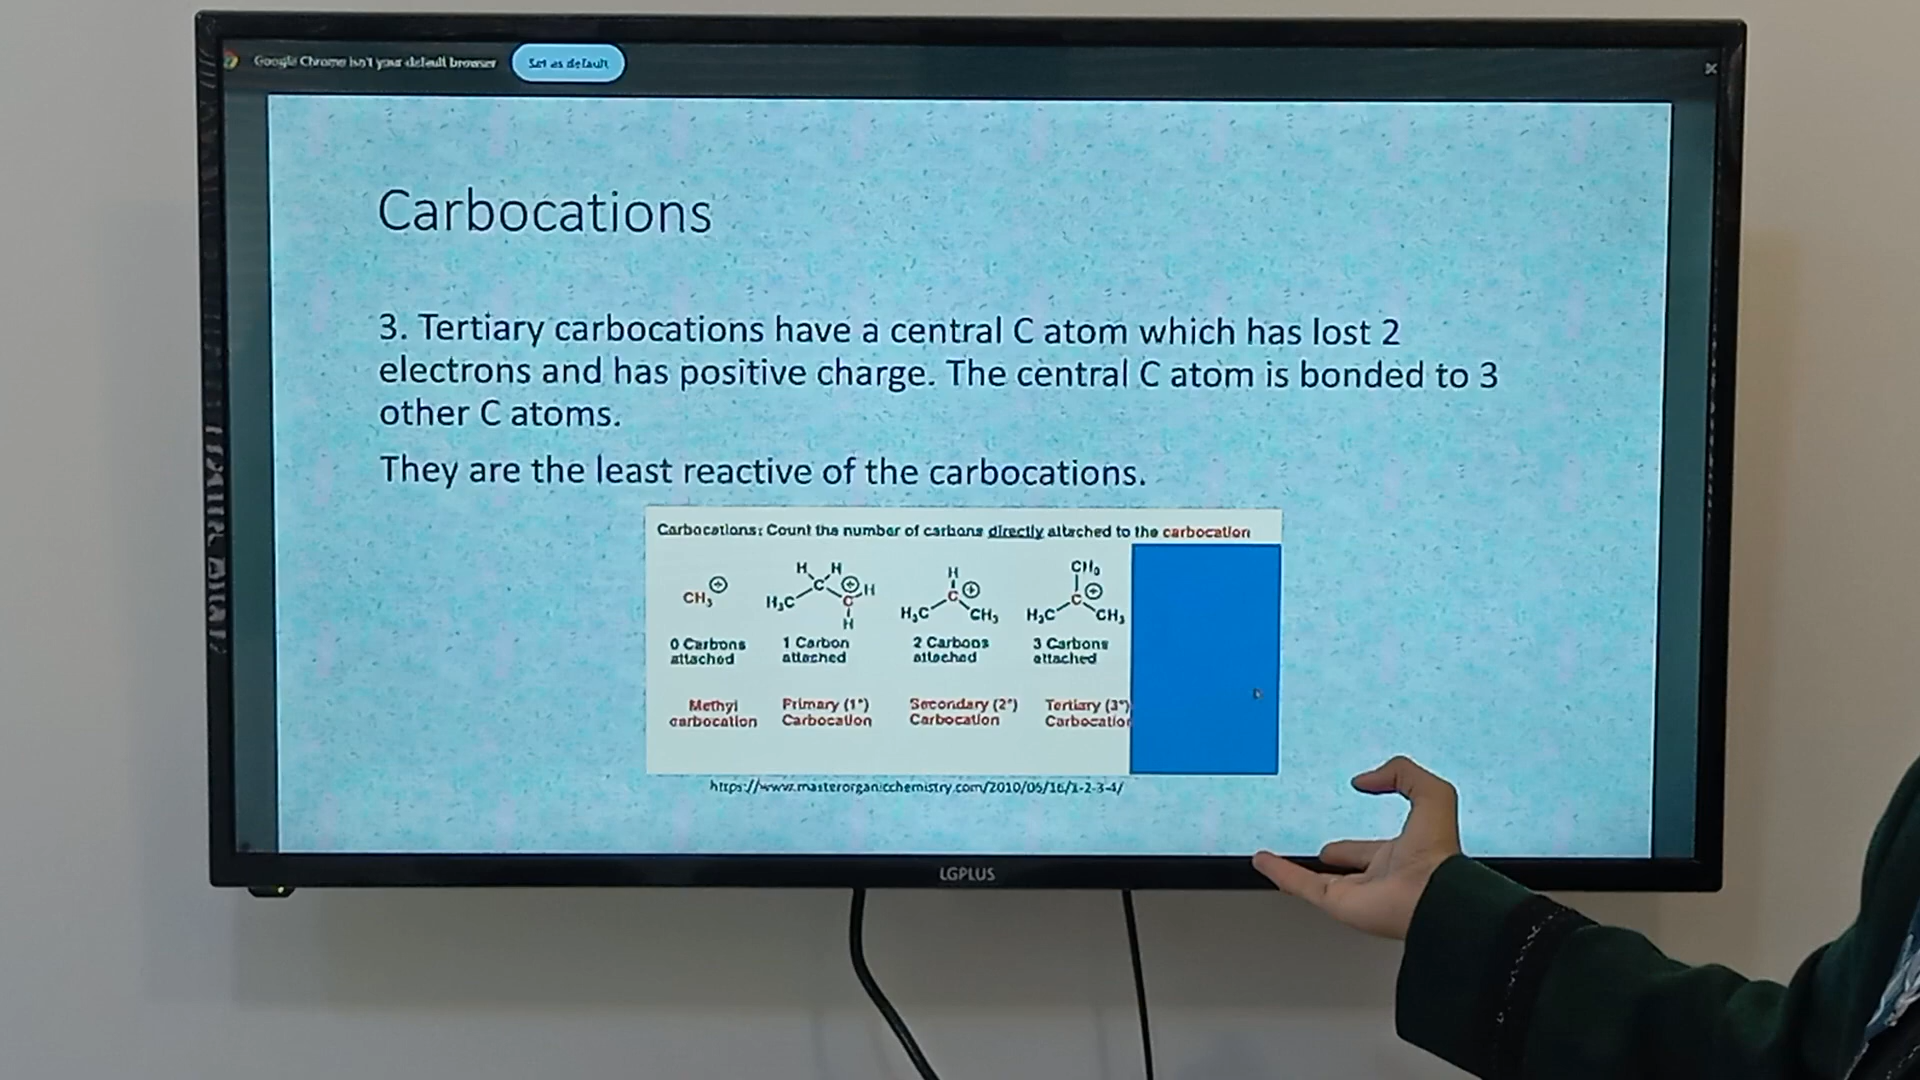 Google Chrome isn't your default browser
Set as default
Carbocations
3. Tertiary carbocations have a central C atom which has lost 2
electrons and has positive charge. The central C atom is bonded to 3
other C atoms.
They are the least reactive of the carbocations.
Carbocations: Count the number of carbons directly attached to the carbocation
CH₃⊕
H H
C ⊕ H
H₃C C
H
H
C ⊕
H₃C CH₃
CH₃
C ⊕
H₃C CH₃
0 Carbons attached
1 Carbon attached
2 Carbons attached
3 Carbons attached
Methyl carbocation
Primary (1°) Carbocation
Secondary (2°) Carbocation
Tertiary (3°) Carbocatio
https://www.masterorganicchemistry.com/2010/06/16/1-2-3-4/
LGPLUS